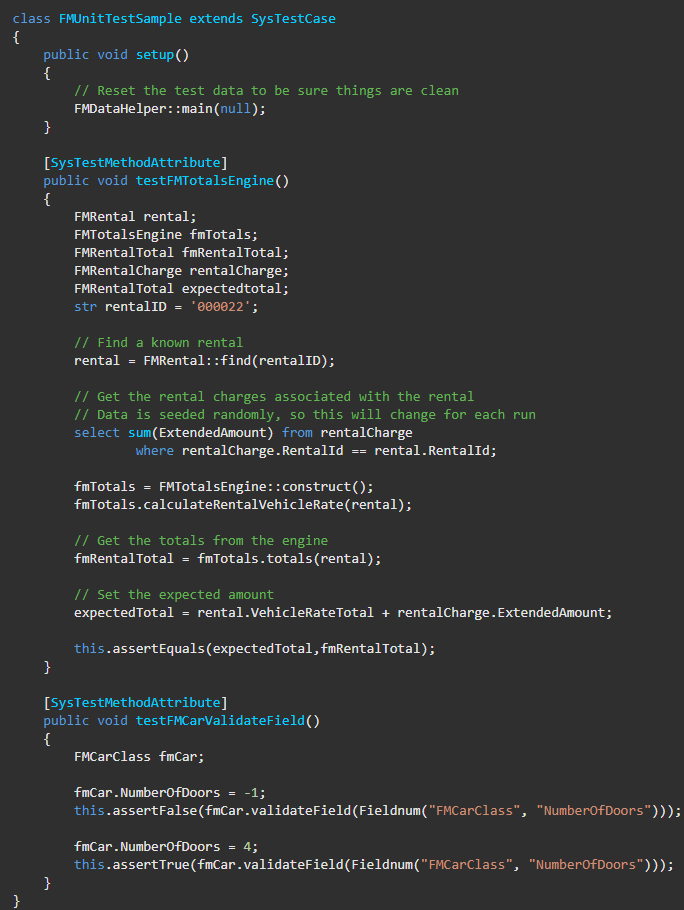 class FMUnitTestSample extends SysTestCase
{
    public void setup()
    {
        // Reset the test data to be sure things are clean
        FMDataHelper::main(null);
    }

    [SysTestMethodAttribute]
    public void testFMTotalsEngine()
    {
        FMRental rental;
        FMTotalsEngine fmTotals;
        FMRentalTotal fmRentalTotal;
        FMRentalCharge rentalCharge;
        FMRentalTotal expectedtotal;
        str rentalID = '000022';

        // Find a known rental
        rental = FMRental::find(rentalID);

        // Get the rental charges associated with the rental
        // Data is seeded randomly, so this will change for each run
        select sum(ExtendedAmount) from rentalCharge
                where rentalCharge.RentalId == rental.RentalId;

        fmTotals = FMTotalsEngine::construct();
        fmTotals.calculateRentalVehicleRate(rental);

        // Get the totals from the engine
        fmRentalTotal = fmTotals.totals(rental);

        // Set the expected amount
        expectedTotal = rental.VehicleRateTotal + rentalCharge.ExtendedAmount;

        this.assertEquals(expectedTotal,fmRentalTotal);
    }

    [SysTestMethodAttribute]
    public void testFMCarValidateField()
    {
        FMCarClass fmCar;

        fmCar.NumberOfDoors = -1;
        this.assertFalse(fmCar.validateField(Fieldnum("FMCarClass", "NumberOfDoors")));

        fmCar.NumberOfDoors = 4;
        this.assertTrue(fmCar.validateField(Fieldnum("FMCarClass", "NumberOfDoors")));
    }
}